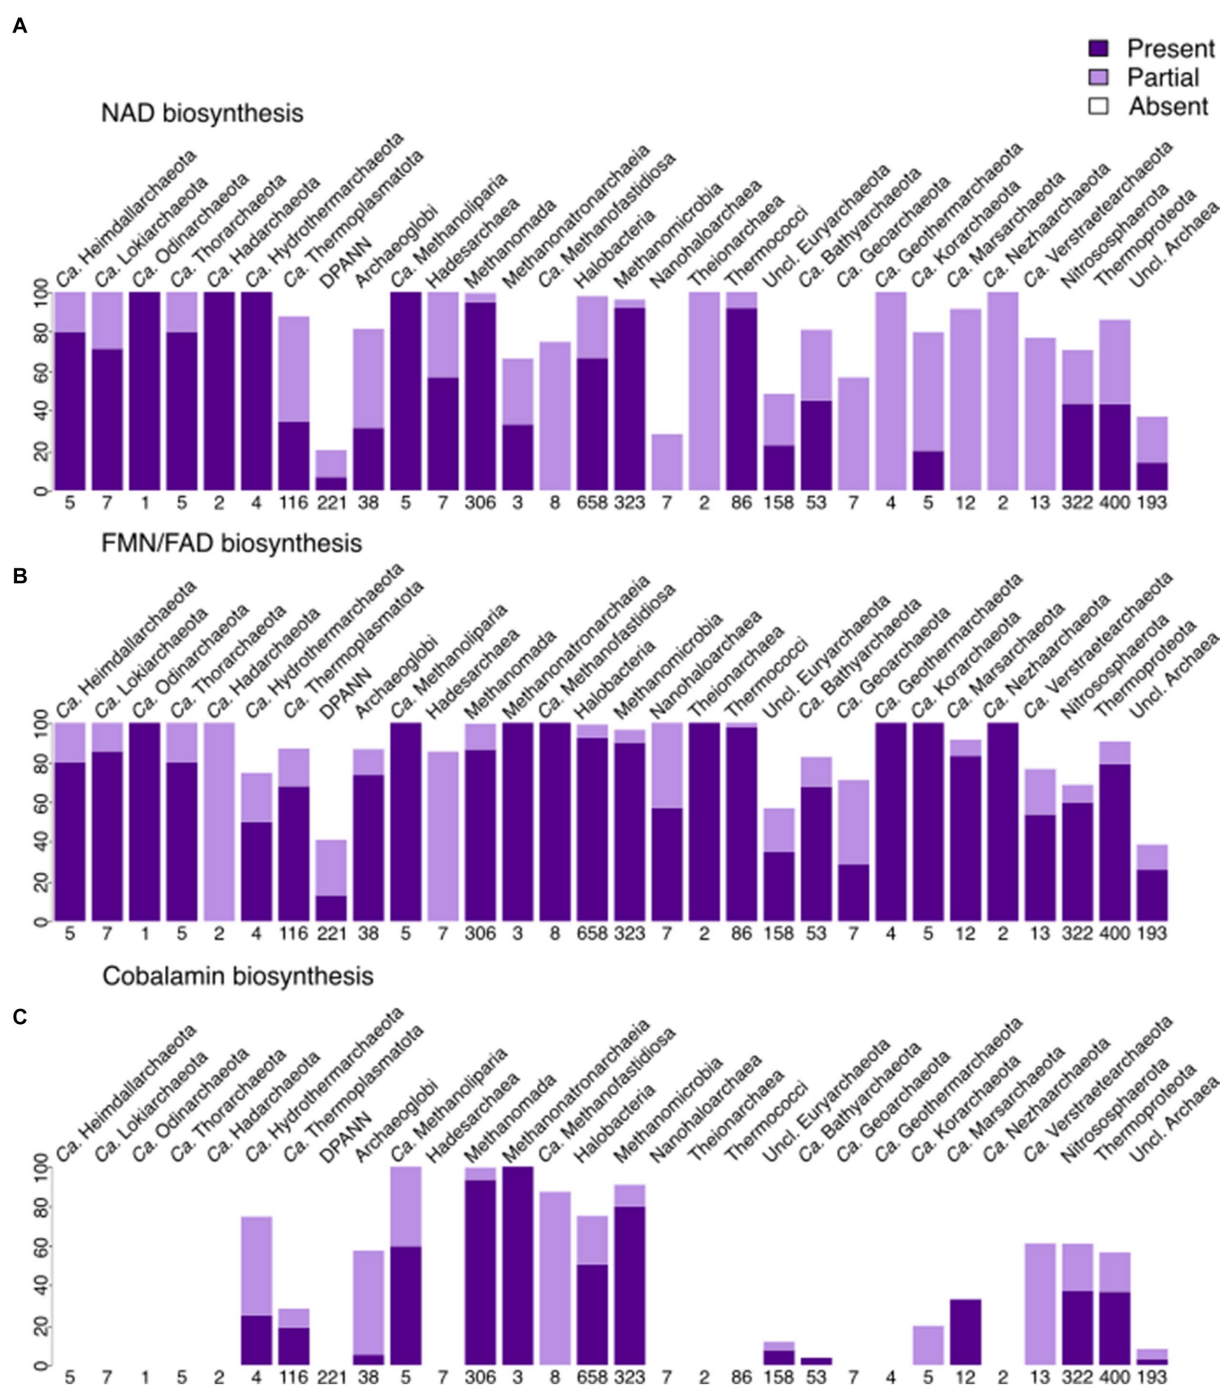 A
Present
Partial
Absent
NAD biosynthesis
Ca. Heimdallarchaeota
Ca. Lokiarchaeota
Ca. Odinarchaeota
Ca. Thorarchaeota
Ca. Hadarchaeota
Ca. Hydrothermarchaeota
Ca. Thermoplasmatota
DPANN
Archaeoglobi
Ca. Methanoliparia
Hadesarchaea
Methanomada
Methanonatronarchaeia
Ca. Methanofastidiosa
Halobacteria
Methanomicrobia
Nanohaloarchaea
Theionarchaea
Thermococci
Uncl. Euryarchaeota
Ca. Bathyarchaeota
Ca. Geoarchaeota
Ca. Geothermarchaeota
Ca. Korarchaeota
Ca. Marsarchaeota
Ca. Nezhaarchaeota
Ca. Verstraetearchaeota
Nitrososphaerota
Thermoproteota
Uncl. Archaea
100
80
60
40
20
0
5 7 1 5 2 4 116 221 38 5 7 306 3 8 658 323 7 2 86 158 53 7 4 5 12 2 13 322 400 193
FMN/FAD biosynthesis
B
Ca. Heimdallarchaeota
Ca. Lokiarchaeota
Ca. Odinarchaeota
Ca. Thorarchaeota
Ca. Hadarchaeota
Ca. Hydrothermarchaeota
Ca. Thermoplasmatota
DPANN
Archaeoglobi
Ca. Methanoliparia
Hadesarchaea
Methanomada
Methanonatronarchaeia
Ca. Methanofastidiosa
Halobacteria
Methanomicrobia
Nanohaloarchaea
Theionarchaea
Thermococci
Uncl. Euryarchaeota
Ca. Bathyarchaeota
Ca. Geoarchaeota
Ca. Geothermarchaeota
Ca. Korarchaeota
Ca. Marsarchaeota
Ca. Nezhaarchaeota
Ca. Verstraetearchaeota
Nitrososphaerota
Thermoproteota
Uncl. Archaea
100
80
60
40
20
0
5 7 1 5 2 4 116 221 38 5 7 306 3 8 658 323 7 2 86 158 53 7 4 5 12 2 13 322 400 193
Cobalamin biosynthesis
C
Ca. Heimdallarchaeota
Ca. Lokiarchaeota
Ca. Odinarchaeota
Ca. Thorarchaeota
Ca. Hadarchaeota
Ca. Hydrothermarchaeota
Ca. Thermoplasmatota
DPANN
Archaeoglobi
Ca. Methanoliparia
Hadesarchaea
Methanomada
Methanonatronarchaeia
Ca. Methanofastidiosa
Halobacteria
Methanomicrobia
Nanohaloarchaea
Theionarchaea
Thermococci
Uncl. Euryarchaeota
Ca. Bathyarchaeota
Ca. Geoarchaeota
Ca. Geothermarchaeota
Ca. Korarchaeota
Ca. Marsarchaeota
Ca. Nezhaarchaeota
Ca. Verstraetearchaeota
Nitrososphaerota
Thermoproteota
Uncl. Archaea
100
80
60
40
20
0
5 7 1 5 2 4 116 221 38 5 7 306 3 8 658 323 7 2 86 158 53 7 4 5 12 2 13 322 400 193